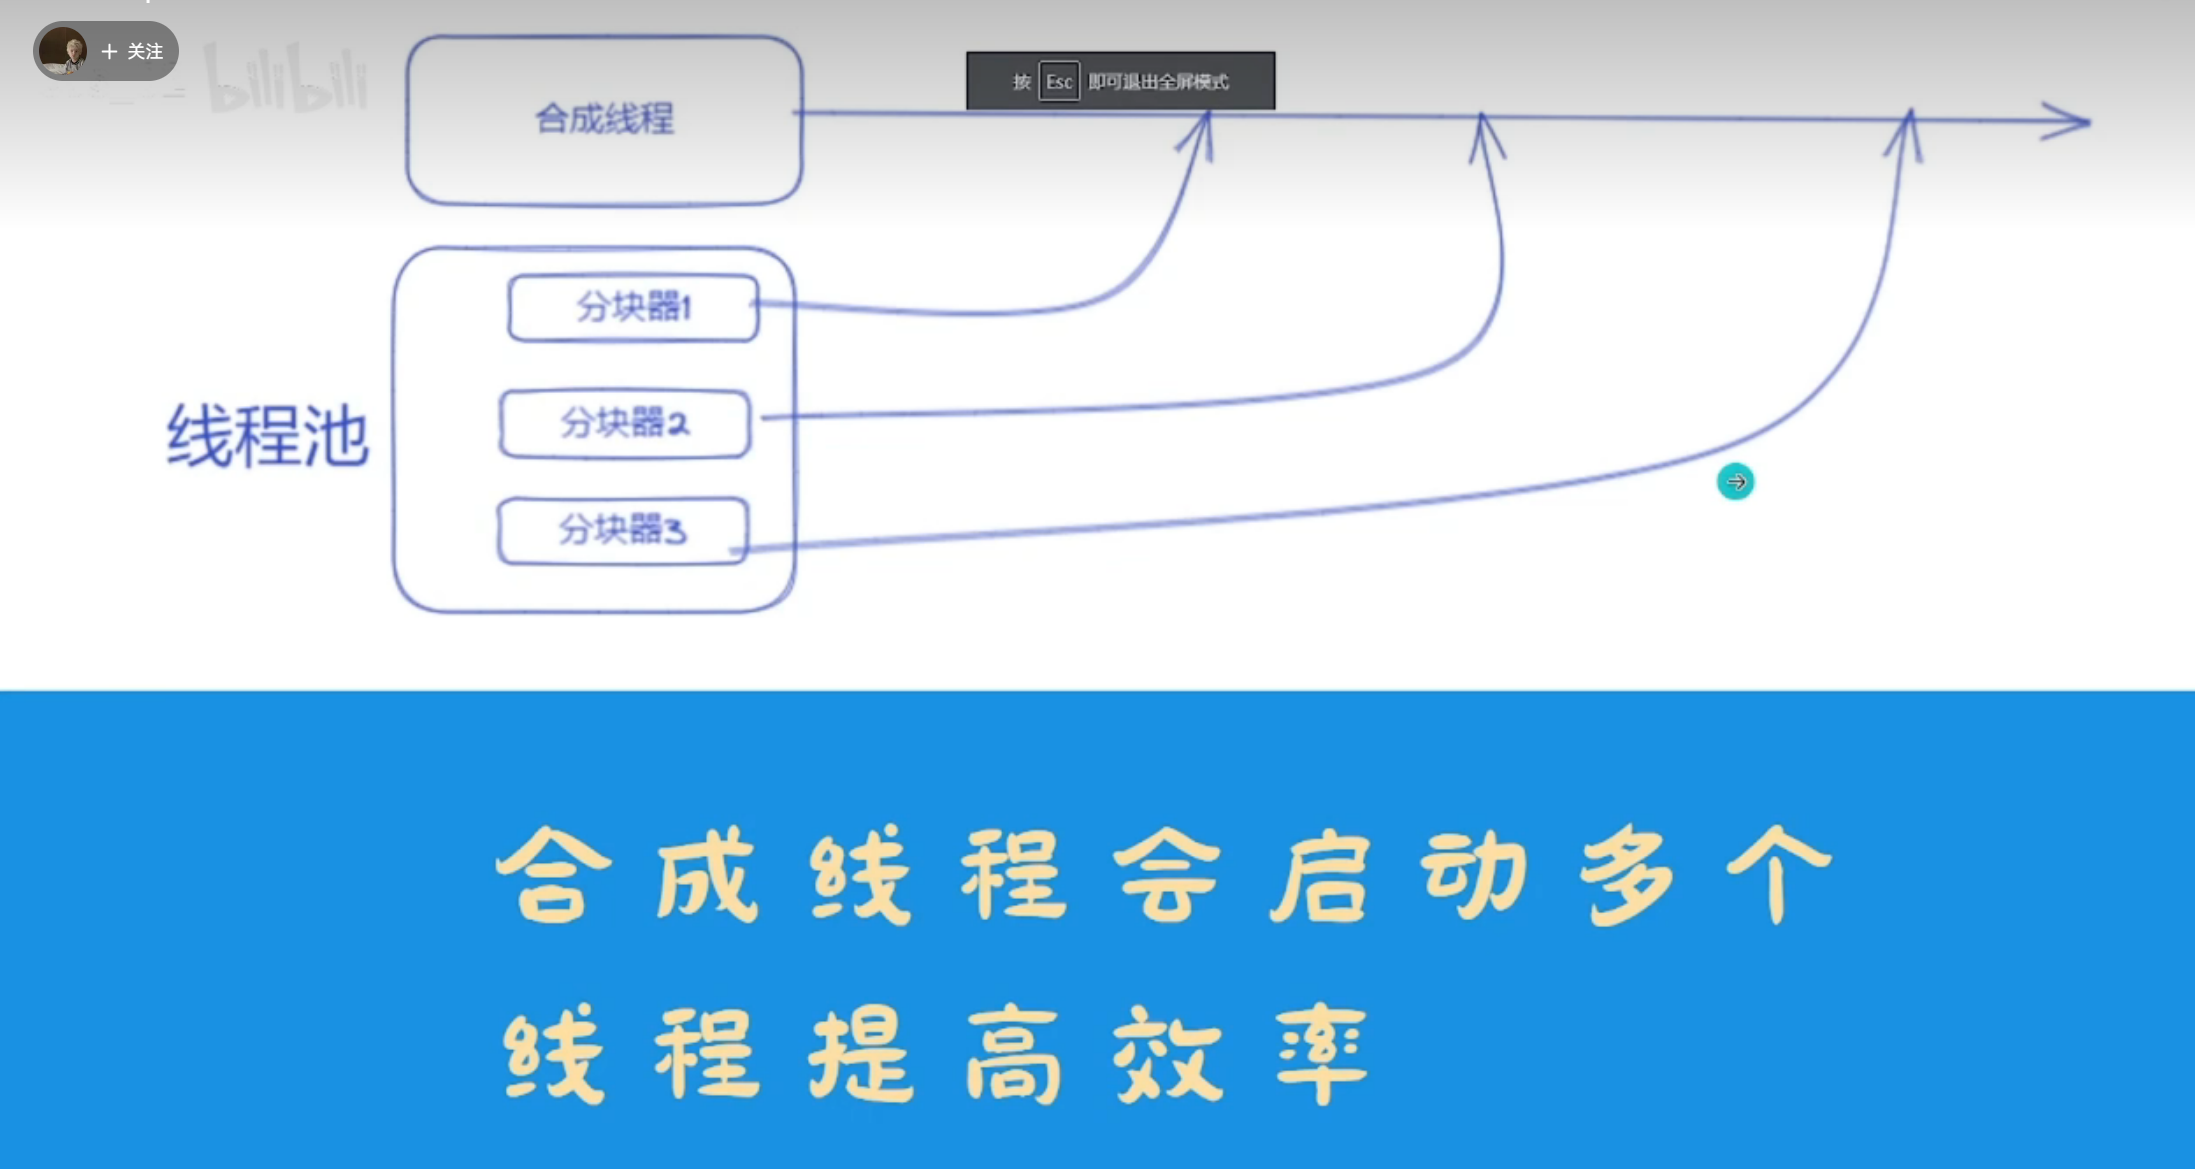 + 关注
bilibili
合成线程
按 Esc 即可退出全屏模式
分块器1
分块器2
线程池
分块器3
合成线程会启动多个
线程提高效率